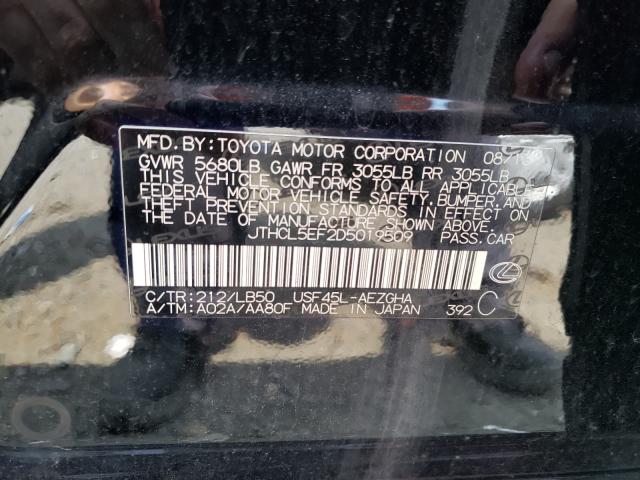 MFD. BY: TOYOTA MOTOR CORPORATION 08/13
GVWR 5680LB GAWR FR 3055LB RR 3055LB
THIS VEHICLE CONFORMS TO ALL APPLICABLE
FEDERAL MOTOR VEHICLE SAFETY, BUMPER, AND
THEFT PREVENTION STANDARDS IN EFFECT ON
THE DATE OF MANUFACTURE SHOWN ABOVE.
JTHCL5EF2D5019509 PASS. CAR
C/TR: 212/LB50 USF45L-AEZGHA
A/TM: A02A/AA80F MADE IN JAPAN 392 C